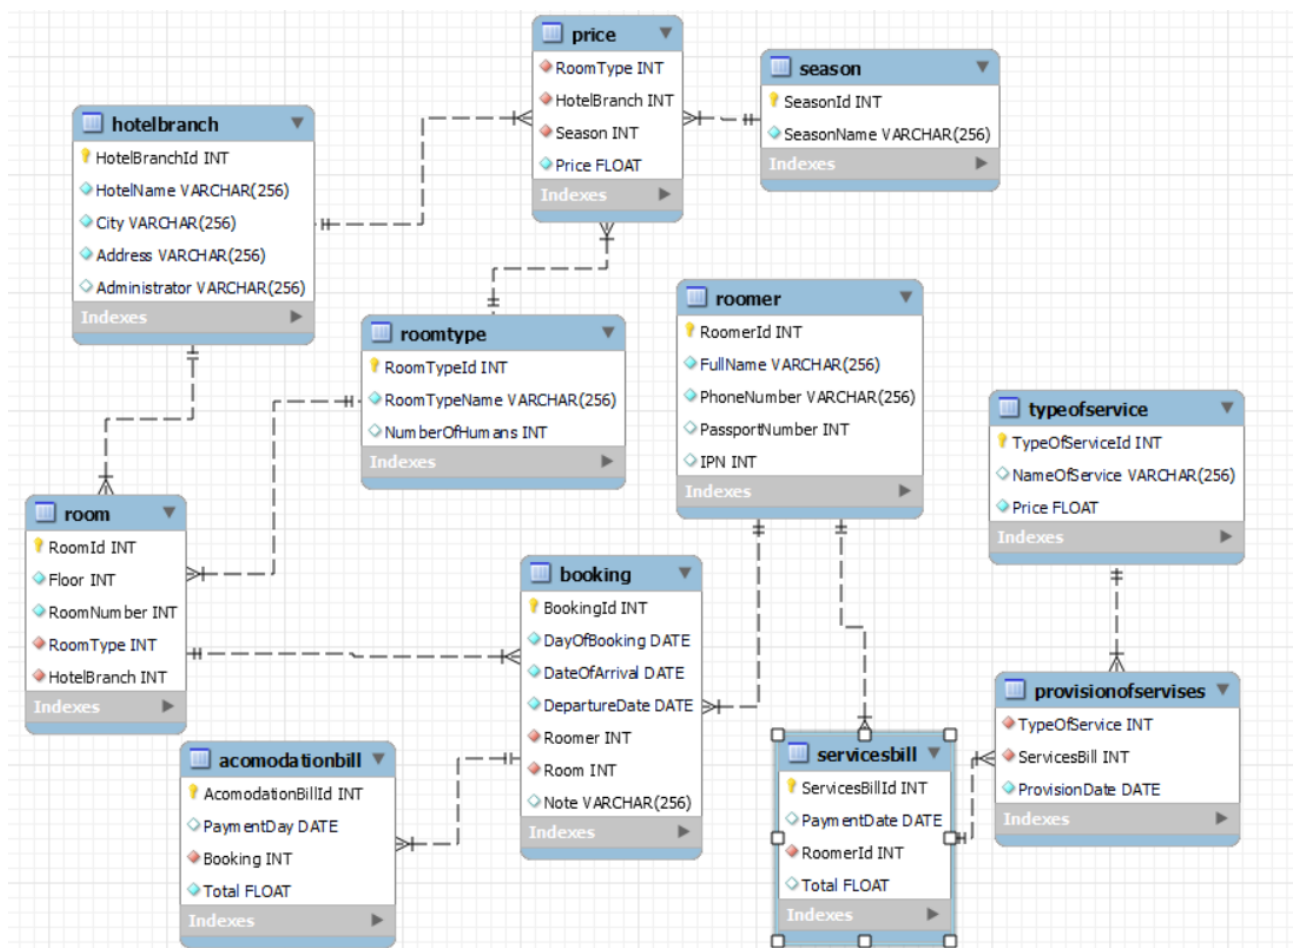 price
RoomType INT
HotelBranch INT
Season INT
Price FLOAT
Indexes
season
SeasonId INT
SeasonName VARCHAR(256)
Indexes
hotelbranch
HotelBranchId INT
HotelName VARCHAR(256)
City VARCHAR(256)
Address VARCHAR(256)
Administrator VARCHAR(256)
Indexes
roomtype
RoomTypeId INT
RoomTypeName VARCHAR(256)
NumberOfHumans INT
Indexes
roomer
RoomerId INT
FullName VARCHAR(256)
PhoneNumber VARCHAR(256)
PassportNumber INT
IPN INT
Indexes
typeofservice
TypeOfServiceId INT
NameOfService VARCHAR(256)
Price FLOAT
Indexes
room
RoomId INT
Floor INT
RoomNumber INT
RoomType INT
HotelBranch INT
Indexes
booking
BookingId INT
DayOfBooking DATE
DateOfArrival DATE
DepartureDate DATE
Roomer INT
Room INT
Note VARCHAR(256)
Indexes
provisionofservises
TypeOfService INT
ServicesBill INT
ProvisionDate DATE
Indexes
acomodationbill
AcomodationBillId INT
PaymentDay DATE
Booking INT
Total FLOAT
Indexes
servicesbill
ServicesBillId INT
PaymentDate DATE
RoomerId INT
Total FLOAT
Indexes